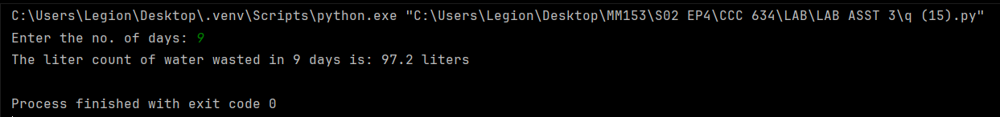 C:\Users\Legion\Desktop\.venv\Scripts\python.exe "C:\Users\Legion\Desktop\MM153\S02 EP4\CCC 634\LAB\LAB ASST 3\q (15).py"
Enter the no. of days: 9
The liter count of water wasted in 9 days is: 97.2 liters
Process finished with exit code 0